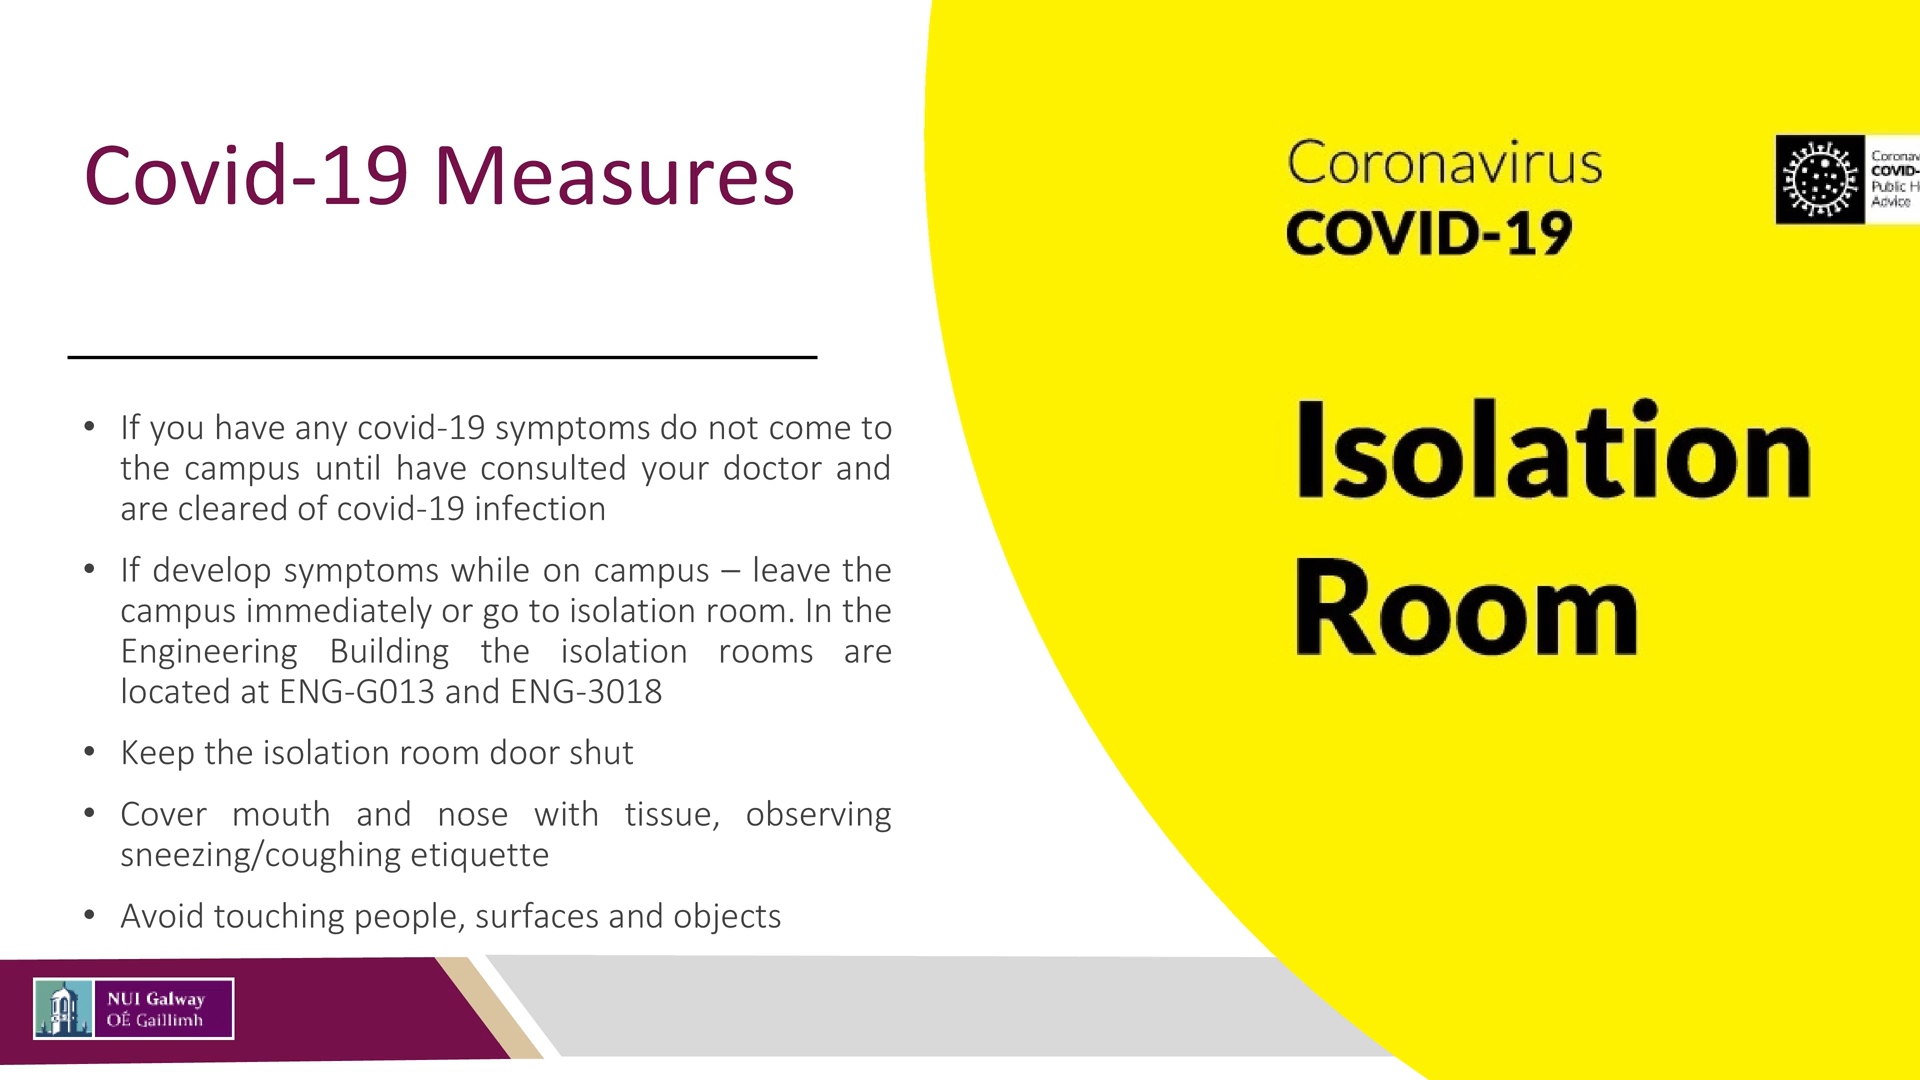 Covid-19 Measures
• If you have any covid-19 symptoms do not come to
the campus until have consulted your doctor and
are cleared of covid-19 infection
• If develop symptoms while on campus – leave the
campus immediately or go to isolation room. In the
Engineering Building the isolation rooms are
located at ENG-G013 and ENG-3018
• Keep the isolation room door shut
• Cover mouth and nose with tissue, observing
sneezing/coughing etiquette
• Avoid touching people, surfaces and objects
Coronavirus
COVID-19
Isolation
Room
Coronav
COVID-
Public H
Advice
NUI Galway
OÉ Gaillimh